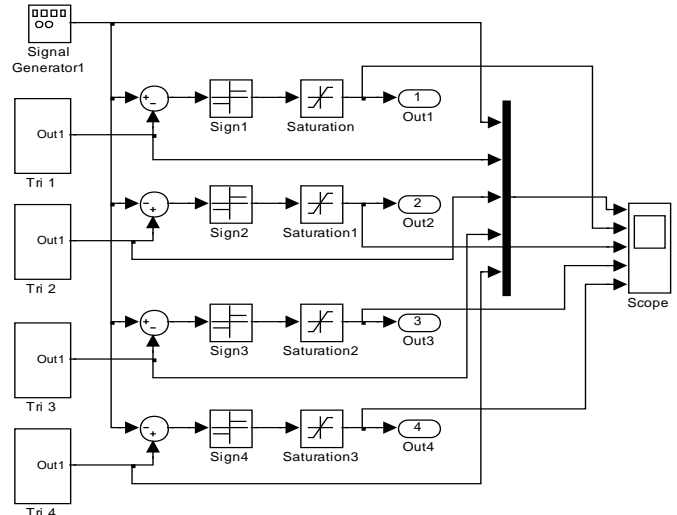 Signal
Generator1
Out1
Tri 1
+
−
Sign1
Saturation
1
Out1
Out1
Tri 2
−
+
Sign2
Saturation1
2
Out2
Out1
Tri 3
+
−
Sign3
Saturation2
3
Out3
Scope
Out1
Tri 4
−
+
Sign4
Saturation3
4
Out4